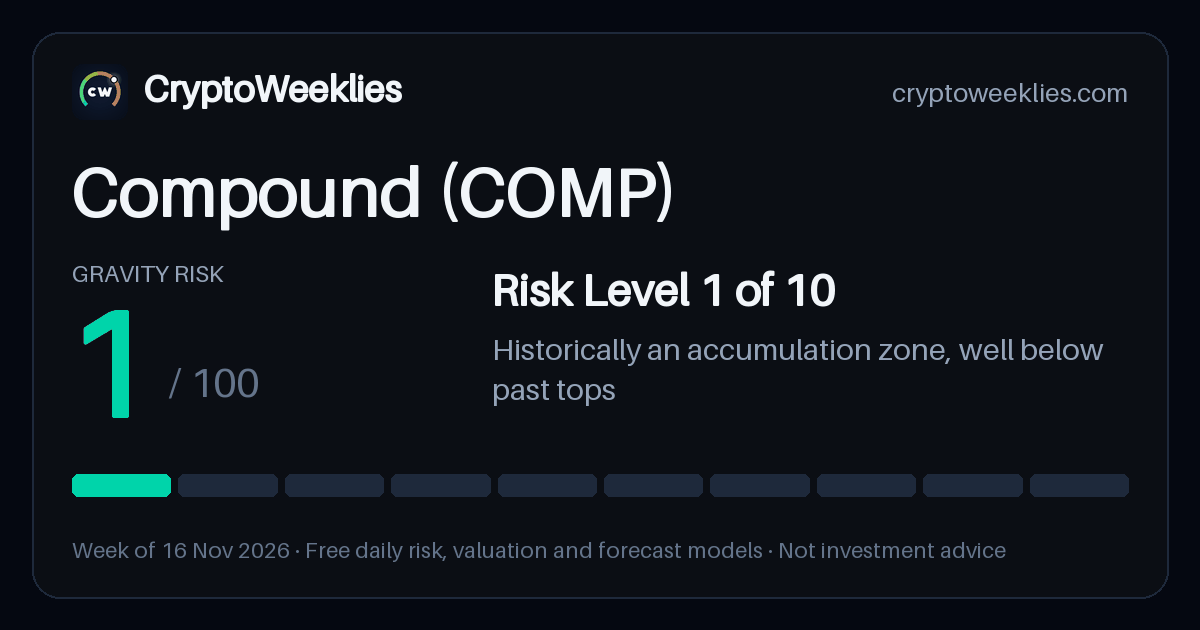 CW
CryptoWeeklies
cryptoweeklies.com
Compound (COMP)
GRAVITY RISK
1 / 100
Risk Level 1 of 10
Historically an accumulation zone, well below
past tops
Week of 16 Nov 2026 · Free daily risk, valuation and forecast models · Not investment advice